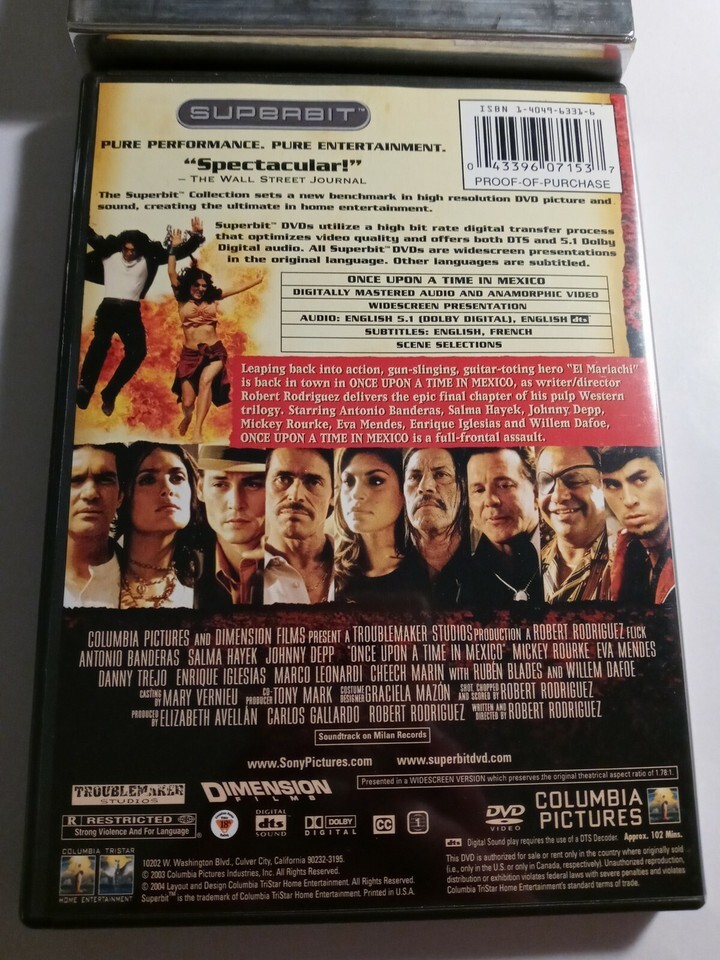 SUPERBIT™
ISBN 1-4049-6331-6
0 43396 07153 7
PROOF-OF-PURCHASE
PURE PERFORMANCE. PURE ENTERTAINMENT.
“Spectacular!”
– THE WALL STREET JOURNAL
The Superbit™ Collection sets a new benchmark in high resolution DVD picture and
sound, creating the ultimate in home entertainment.
Superbit™ DVDs utilize a high bit rate digital transfer process
that optimizes video quality and offers both DTS and 5.1 Dolby
Digital audio. All Superbit™ DVDs are widescreen presentations
in the original language. Other languages are subtitled.
ONCE UPON A TIME IN MEXICO
DIGITALLY MASTERED AUDIO AND ANAMORPHIC VIDEO
WIDESCREEN PRESENTATION
AUDIO: ENGLISH 5.1 (DOLBY DIGITAL), ENGLISH dts
SUBTITLES: ENGLISH, FRENCH
SCENE SELECTIONS
Leaping back into action, gun-slinging, guitar-toting hero "El Mariachi"
is back in town in ONCE UPON A TIME IN MEXICO, as writer/director
Robert Rodriguez delivers the epic final chapter of his pulp Western
trilogy. Starring Antonio Banderas, Salma Hayek, Johnny Depp,
Mickey Rourke, Eva Mendes, Enrique Iglesias and Willem Dafoe,
ONCE UPON A TIME IN MEXICO is a full-frontal assault.
COLUMBIA PICTURES AND DIMENSION FILMS PRESENT A TROUBLEMAKER STUDIOS PRODUCTION A ROBERT RODRIGUEZ FLICK
ANTONIO BANDERAS SALMA HAYEK JOHNNY DEPP "ONCE UPON A TIME IN MEXICO" MICKEY ROURKE EVA MENDES
DANNY TREJO ENRIQUE IGLESIAS MARCO LEONARDI CHEECH MARIN WITH RUBÉN BLADES AND WILLEM DAFOE
CASTING BY MARY VERNIEU CO-PRODUCER TONY MARK COSTUME DESIGNER GRACIELA MAZÓN SHOT, CHOPPED AND SCORED BY ROBERT RODRIGUEZ
PRODUCED BY ELIZABETH AVELLÁN CARLOS GALLARDO ROBERT RODRIGUEZ WRITTEN AND DIRECTED BY ROBERT RODRIGUEZ
Soundtrack on Milan Records
www.SonyPictures.com www.superbitdvd.com
Presented in a WIDESCREEN VERSION which preserves the original theatrical aspect ratio of 1.78:1.
TROUBLEMAKER STUDIOS
DIMENSION FILMS
R RESTRICTED
Strong Violence And For Language
18
DIGITAL dts SOUND
DOLBY DIGITAL
CC
1
DVD VIDEO
COLUMBIA PICTURES
dts Digital Sound play requires the use of a DTS Decoder. Approx. 102 Mins.
COLUMBIA TRISTAR
HOME ENTERTAINMENT
10202 W. Washington Blvd., Culver City, California 90232-3195.
© 2003 Columbia Pictures Industries, Inc. All Rights Reserved.
© 2004 Layout and Design Columbia TriStar Home Entertainment. All Rights Reserved.
Superbit™ is the trademark of Columbia TriStar Home Entertainment. Printed in U.S.A.
This DVD is authorized for sale or rent only in the country where originally sold
(i.e., only in the U.S. or only in Canada, respectively). Unauthorized reproduction,
distribution or exhibition violates federal laws with severe penalties and violates
Columbia TriStar Home Entertainment's standard terms of trade.